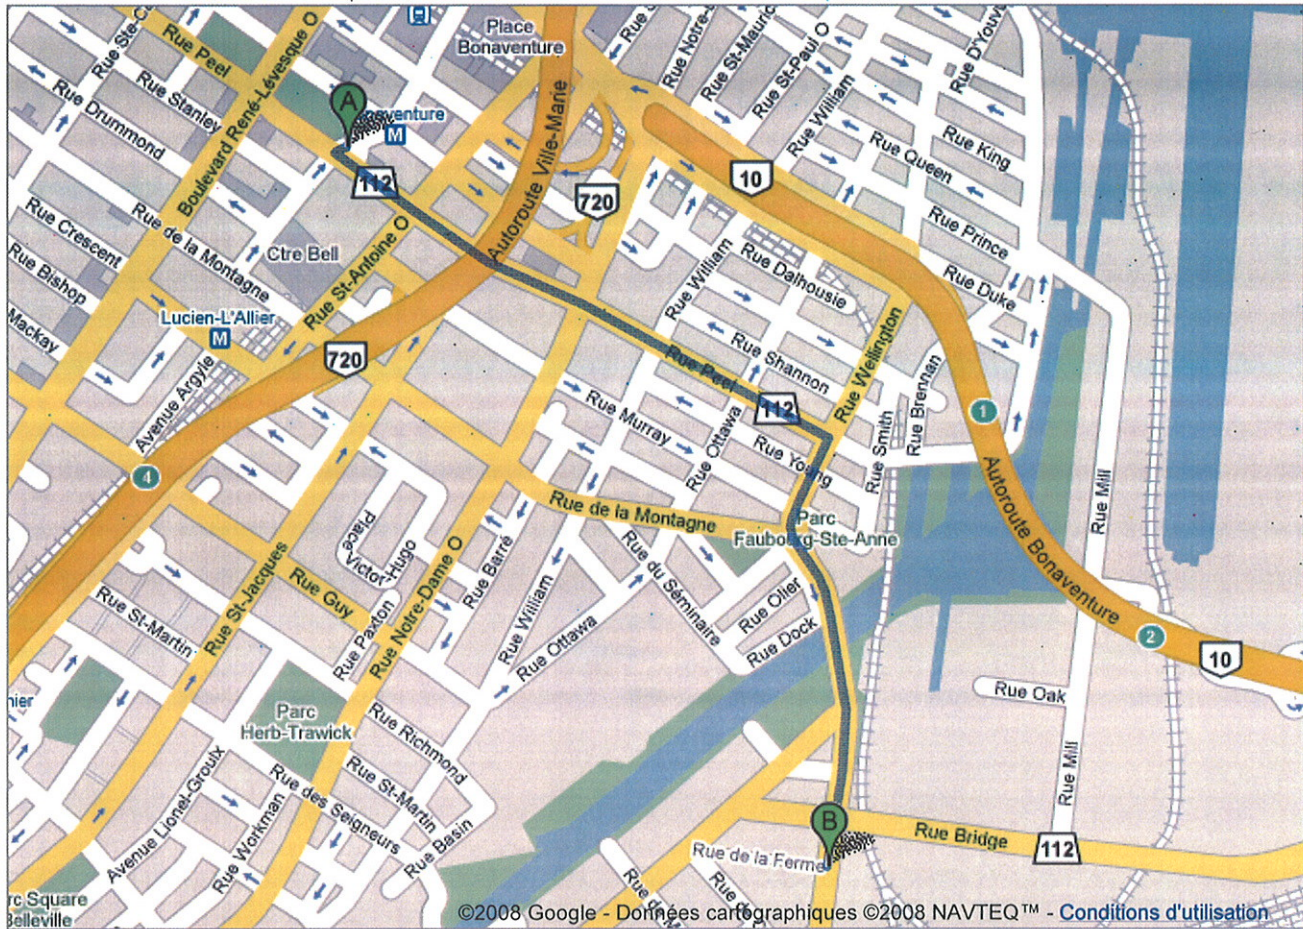 Place
Bonaventure
Rue Peel
Rue Stanley
Rue Drummond
Boulevard René-Lévesque O
Rue Notre-
Rue St-Mauric
Rue St-Paul O
Rue William
Rue D'Youv
Rue King
Rue Queen
A
M
112
10
720
Autoroute Ville-Marie
Rue Prince
Rue Duke
Rue Crescent
Rue de la Montagne
Ctre Bell
Rue St-Antoine O
Rue Bishop
Mackay
Lucien-L'Allier
M
720
Avenue Argyle
Rue William
Rue Dalhousie
Rue Wellington
Rue Shannon
Rue Peel
112
Rue Brennan
Rue Smith
1
Rue Murray
Rue Ottawa
Rue Young
4
Rue de la Montagne
Parc
Faubourg-Ste-Anne
Autoroute Bonaventure
Rue Mill
Place
Victor-Hugo
Rue Notre-Dame O
Rue Barré
Rue St-Jacques
Rue Guy
Rue Paxton
Rue William
Rue Ottawa
Rue du Séminaire
Rue Olier
Rue Dock
2
10
Rue St-Martin
Rue Oak
Rue Mill
Parc
Herb-Trawick
Rue Richmond
Rue St-Martin
Rue des Seigneurs
Rue Basin
Avenue Lionel-Groulx
Rue Workman
B
Rue de la Ferme
Rue Bridge
112
rc Square
Belleville
©2008 Google - Données cartographiques ©2008 NAVTEQ™ - Conditions d'utilisation